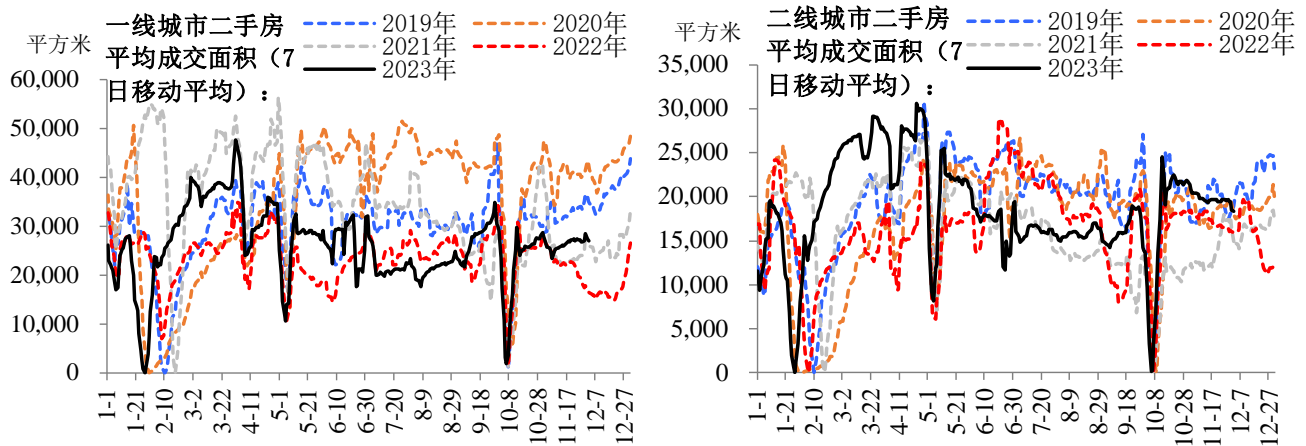 一线城市二手房
平均成交面积（7
日移动平均）：
平方米
2019年
2020年
2021年
2022年
2023年
60,000
50,000
40,000
30,000
20,000
10,000
0
1-1
1-21
2-10
3-2
3-22
4-11
5-1
5-21
6-10
6-30
7-20
8-9
8-29
9-18
10-8
10-28
11-17
12-7
12-27
二线城市二手房
平均成交面积（7
日移动平均）：
平方米
2019年
2020年
2021年
2022年
2023年
35,000
30,000
25,000
20,000
15,000
10,000
5,000
0
1-1
1-21
2-10
3-2
3-22
4-11
5-1
5-21
6-10
6-30
7-20
8-9
8-29
9-18
10-8
10-28
11-17
12-7
12-27